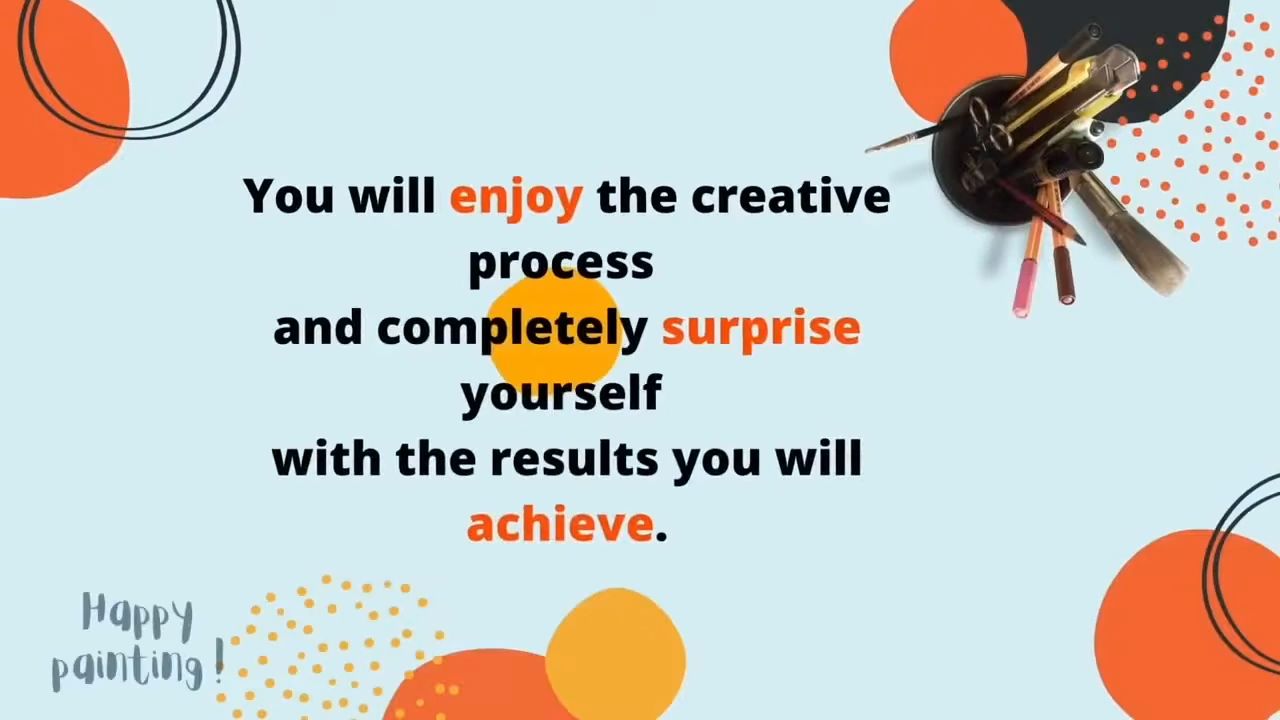 You will enjoy the creative
process
and completely surprise
yourself
with the results you will
achieve.
Happy
painting!